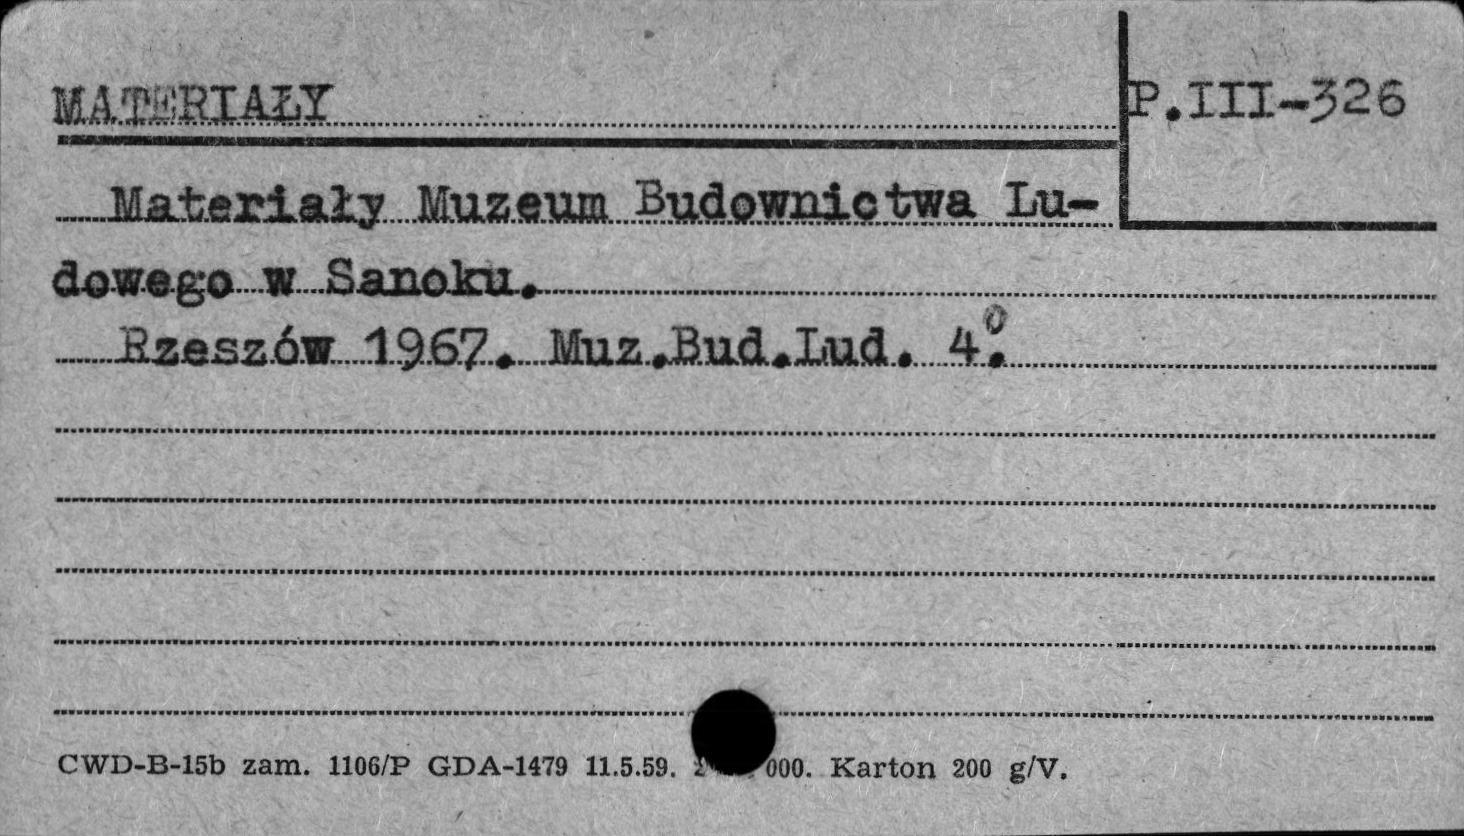 MATERIAŁY
P.III-326
Materiały Muzeum Budownictwa Lu-
dowego w Sanoku.
Rzeszów 1967. Muz.Bud.Lud. 4⁰.
CWD-B-15b zam. 1106/P GDA-1479 11.5.59. 000. Karton 200 g/V.